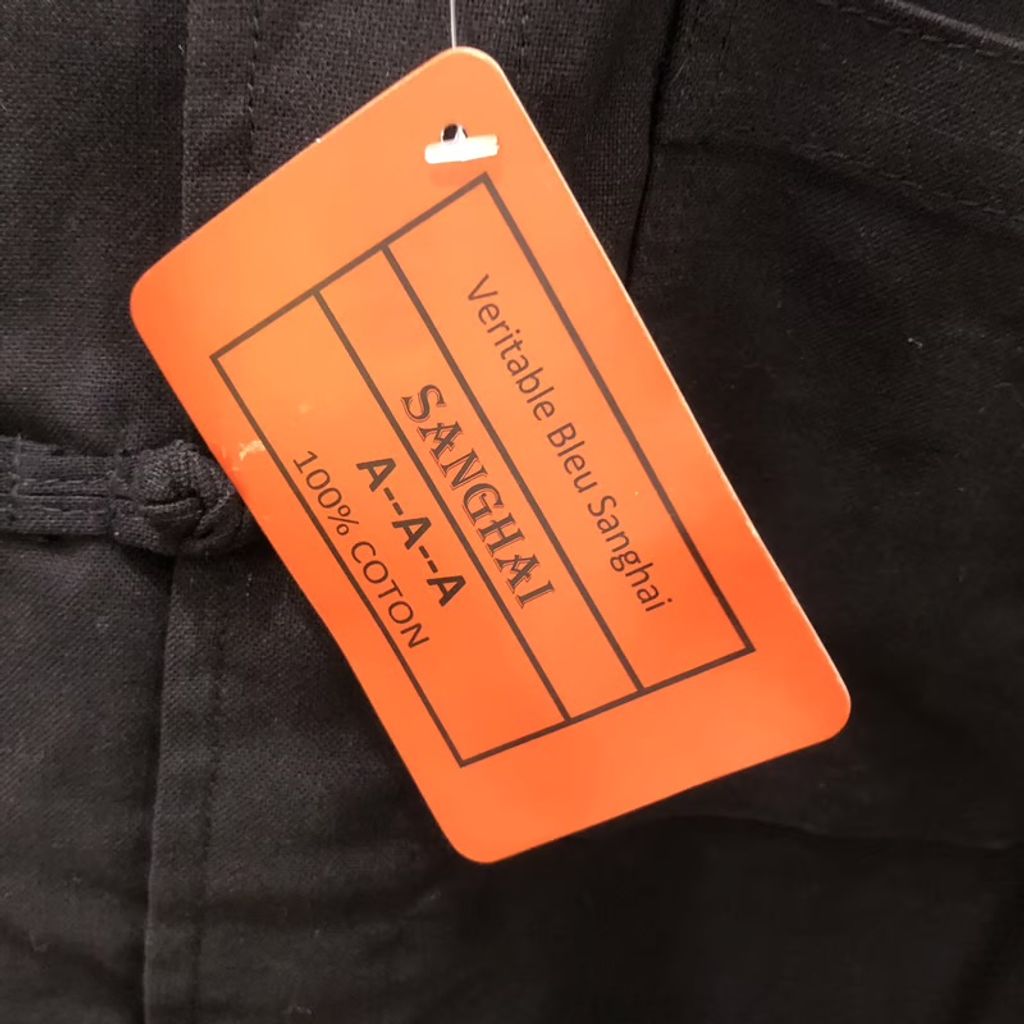 Veritable Bleu Sanghai
SANGHAI
A--A--A
100% COTON